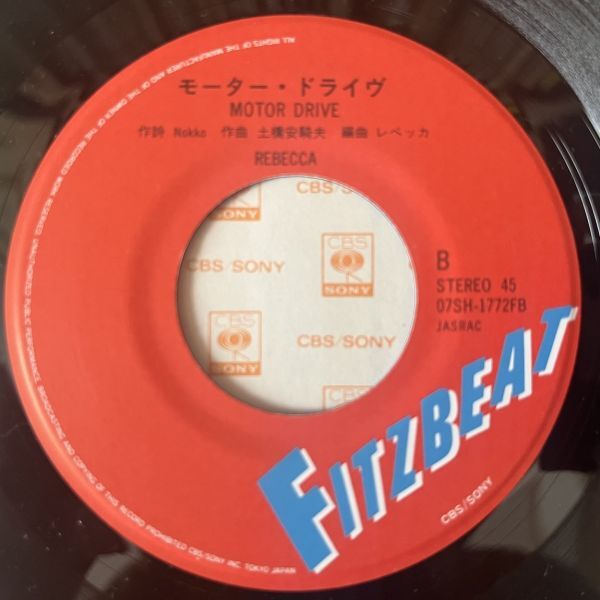 モーター・ドライヴ
MOTOR DRIVE
作詩 Nokko 作曲 土橋安騎夫 編曲 レベッカ
REBECCA
B
STEREO 45
07SH-1772FB
JASRAC
FITZBEAT
CBS/SONY
ALL RIGHTS OF THE MANUFACTURER AND OF THE OWNER OF THE RECORDED WORK RESERVED. UNAUTHORIZED PUBLIC PERFORMANCE, BROADCASTING AND COPYING OF THIS RECORD PROHIBITED CBS/SONY INC. TOKYO JAPAN
CBS
SONY
CBS/SONY
CBS
SONY
CBS/SONY
CBS
SONY
CBS